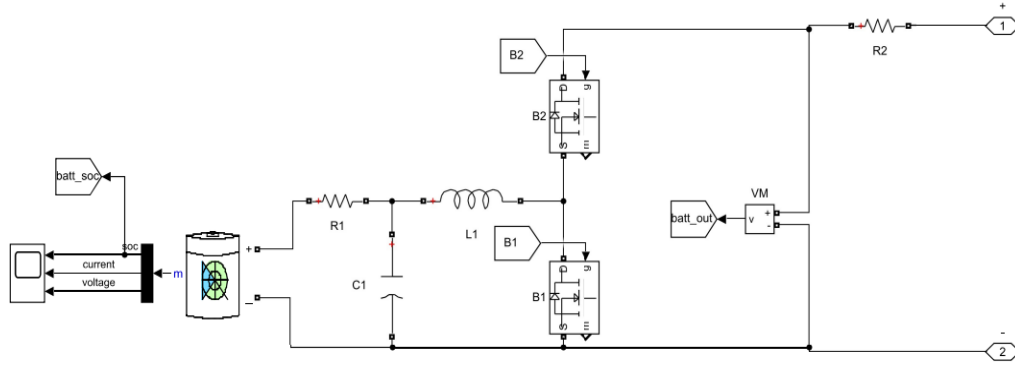 +
1
R2
B2
D
g
B2
S
m
batt_soc
VM
+
v
-
batt_out
R1
L1
B1
soc
current
voltage
m
+
_
C1
D
g
B1
S
m
-
2